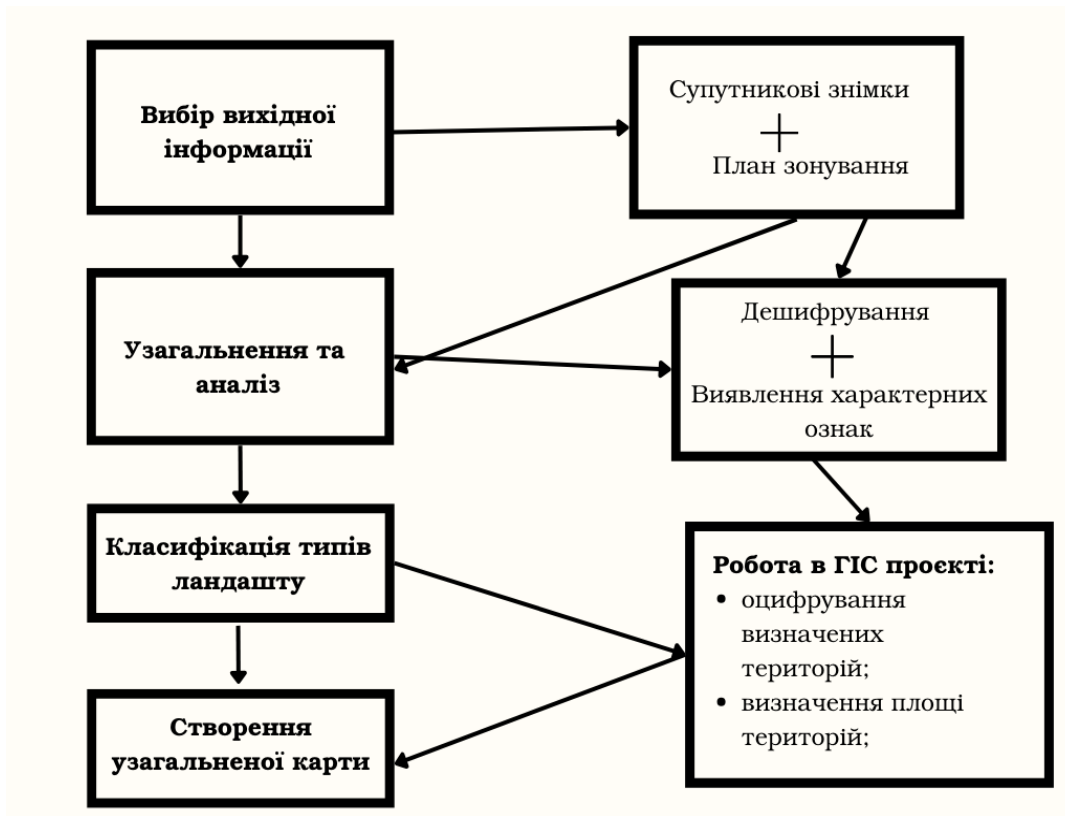 Вибір вихідної
інформації
Супутникові знімки
+
План зонування
Узагальнення та
аналіз
Дешифрування
+
Виявлення характерних
ознак
Класифікація типів
ландашту
Робота в ГІС проєкті:
• оцифрування
визначених
територій;
• визначення площі
територій;
Створення
узагальненої карти